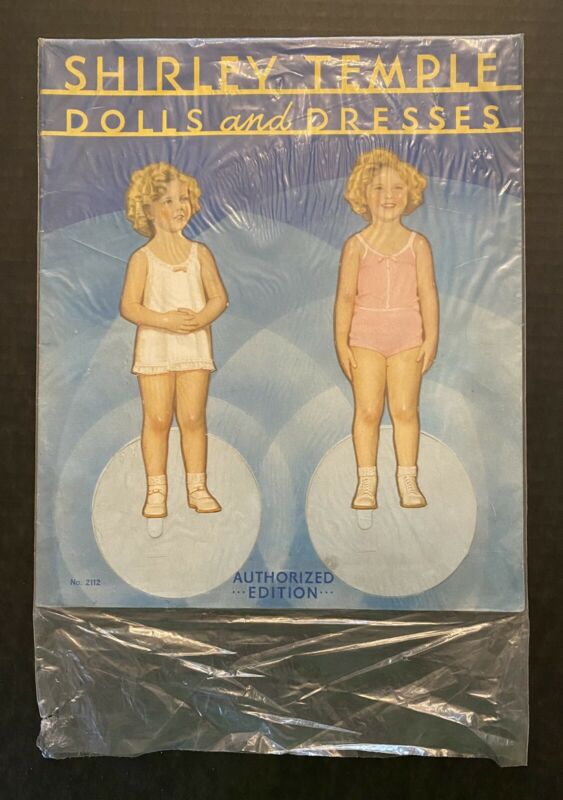 SHIRLEY TEMPLE
DOLLS and DRESSES
No. 2112
AUTHORIZED
··· EDITION ···